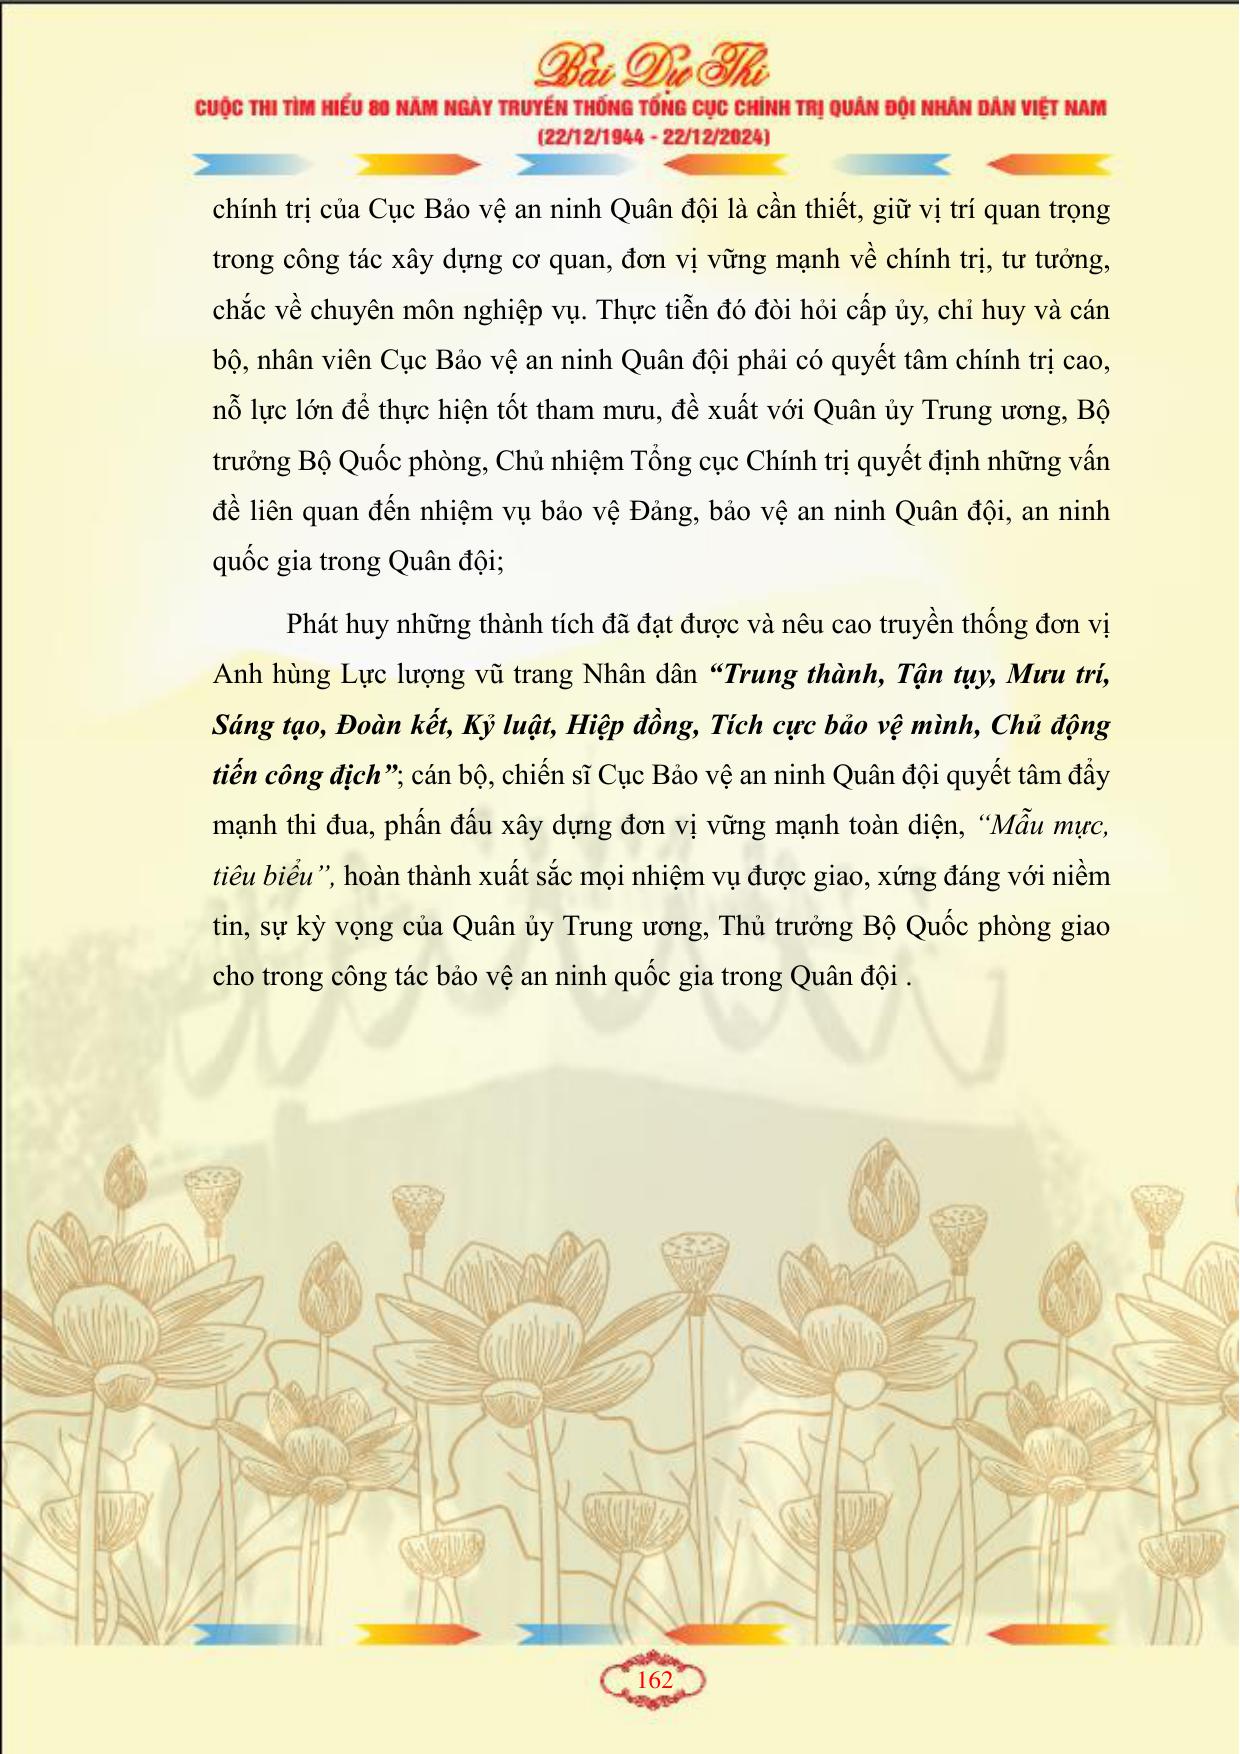 Bài Dự Thi
CUỘC THI TÌM HIỂU 80 NĂM NGÀY TRUYỀN THỐNG TỔNG CỤC CHÍNH TRỊ QUÂN ĐỘI NHÂN DÂN VIỆT NAM
(22/12/1944 - 22/12/2024)
chính trị của Cục Bảo vệ an ninh Quân đội là cần thiết, giữ vị trí quan trọng
trong công tác xây dựng cơ quan, đơn vị vững mạnh về chính trị, tư tưởng,
chắc về chuyên môn nghiệp vụ. Thực tiễn đó đòi hỏi cấp ủy, chỉ huy và cán
bộ, nhân viên Cục Bảo vệ an ninh Quân đội phải có quyết tâm chính trị cao,
nỗ lực lớn để thực hiện tốt tham mưu, đề xuất với Quân ủy Trung ương, Bộ
trưởng Bộ Quốc phòng, Chủ nhiệm Tổng cục Chính trị quyết định những vấn
đề liên quan đến nhiệm vụ bảo vệ Đảng, bảo vệ an ninh Quân đội, an ninh
quốc gia trong Quân đội;
Phát huy những thành tích đã đạt được và nêu cao truyền thống đơn vị
Anh hùng Lực lượng vũ trang Nhân dân “Trung thành, Tận tụy, Mưu trí,
Sáng tạo, Đoàn kết, Kỷ luật, Hiệp đồng, Tích cực bảo vệ mình, Chủ động
tiến công địch”; cán bộ, chiến sĩ Cục Bảo vệ an ninh Quân đội quyết tâm đẩy
mạnh thi đua, phấn đấu xây dựng đơn vị vững mạnh toàn diện, “Mẫu mực,
tiêu biểu”, hoàn thành xuất sắc mọi nhiệm vụ được giao, xứng đáng với niềm
tin, sự kỳ vọng của Quân ủy Trung ương, Thủ trưởng Bộ Quốc phòng giao
cho trong công tác bảo vệ an ninh quốc gia trong Quân đội .
162